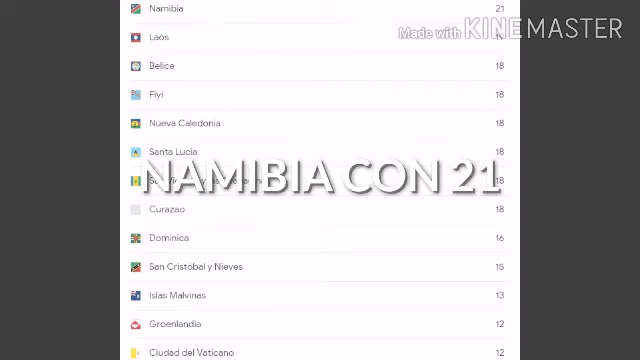 Namibia 21
Made with KINEMASTER
Laos
Belice 18
Fiyi 18
Nueva Caledonia 18
Santa Lucía 18
NAMIBIA CON 21
18
Curazao 18
Dominica 16
San Cristóbal y Nieves 15
Islas Malvinas 13
Groenlandia 12
Ciudad del Vaticano 12